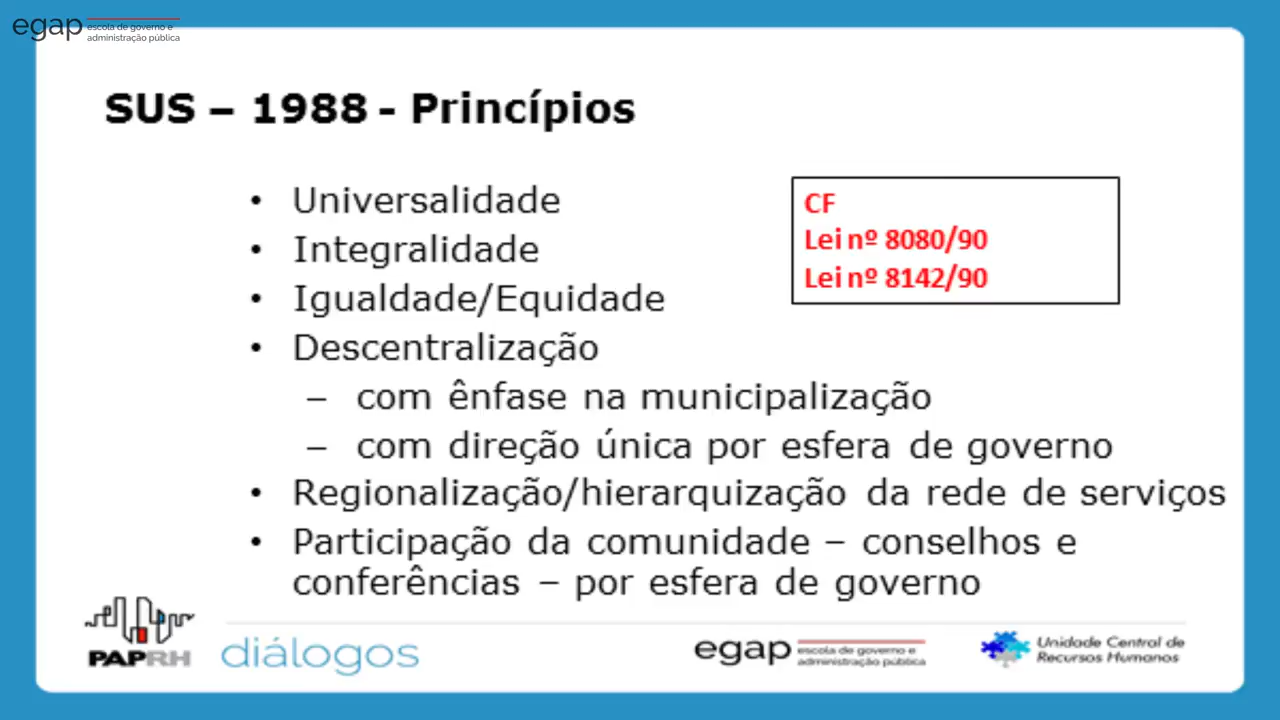 egap escola de governo e
administração pública
SUS – 1988 - Princípios
• Universalidade
• Integralidade
• Igualdade/Equidade
• Descentralização
– com ênfase na municipalização
– com direção única por esfera de governo
• Regionalização/hierarquização da rede de serviços
• Participação da comunidade – conselhos e
conferências – por esfera de governo
CF
Lei nº 8080/90
Lei nº 8142/90
PAPRH
diálogos
egap escola de governo e
administração pública
Unidade Central de
Recursos Humanos